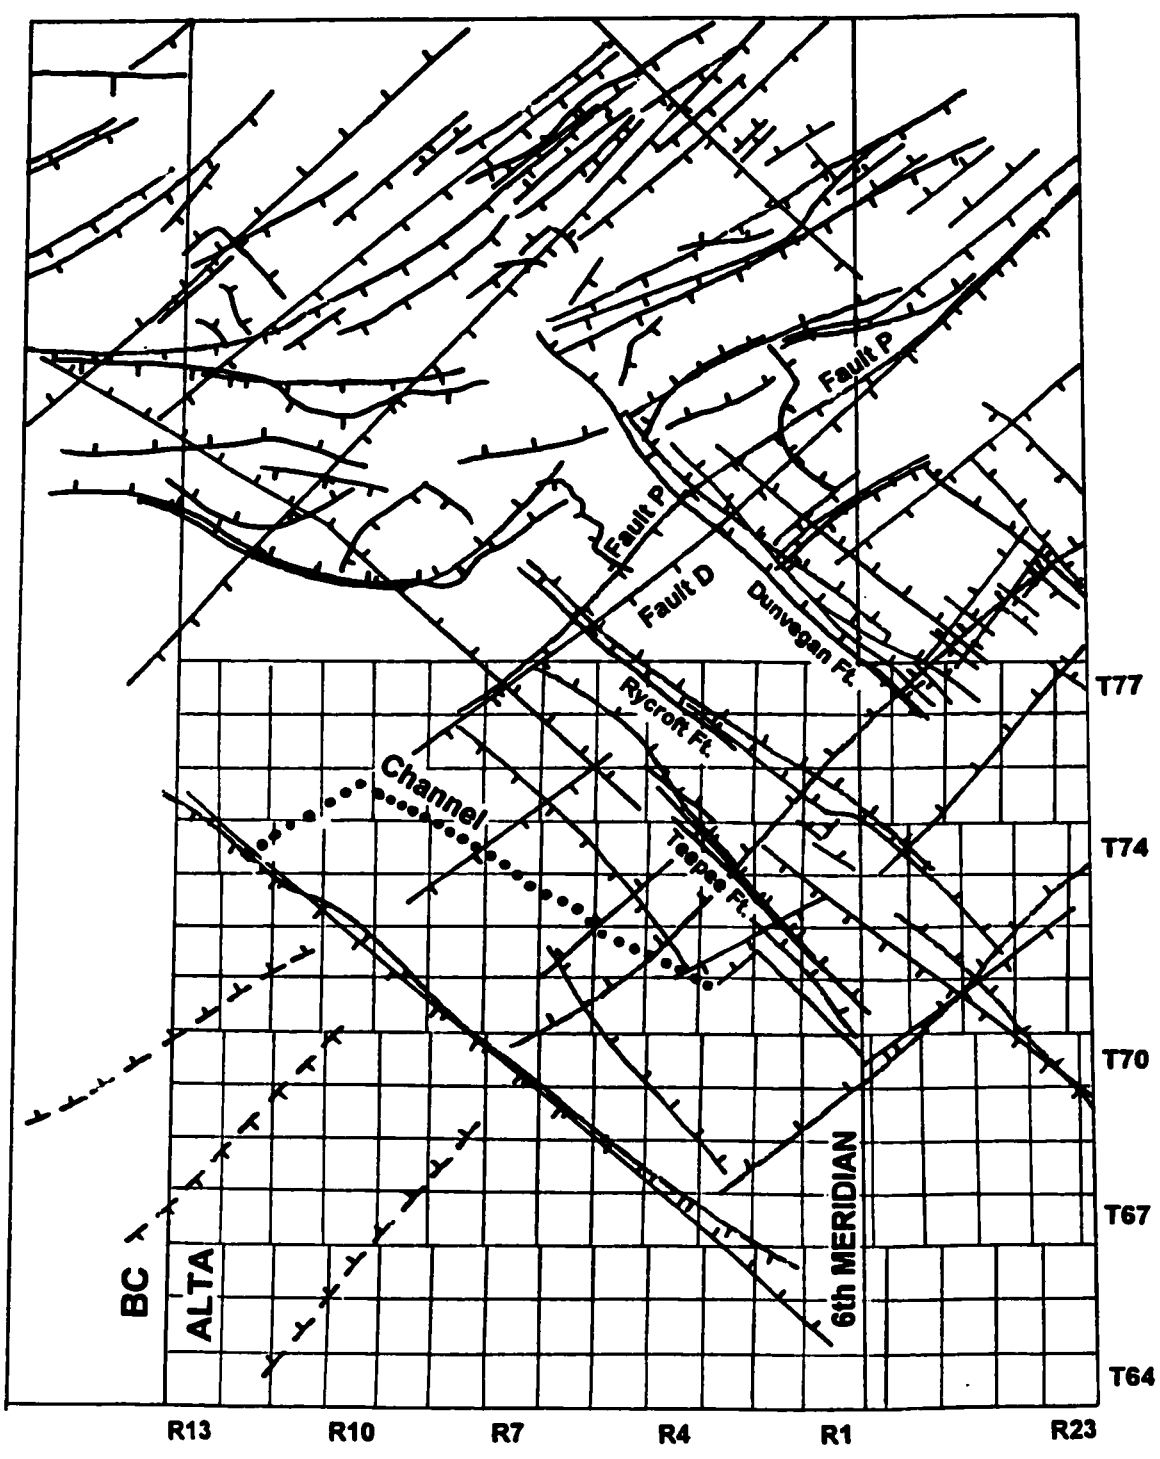 Fault P
Fault P
Fault D
Dunvegan Ft.
T77
Rycroft Ft.
Channel
T74
Teepee Ft.
T70
6th MERIDIAN
T67
BC
ALTA
T64
R13
R10
R7
R4
R1
R23